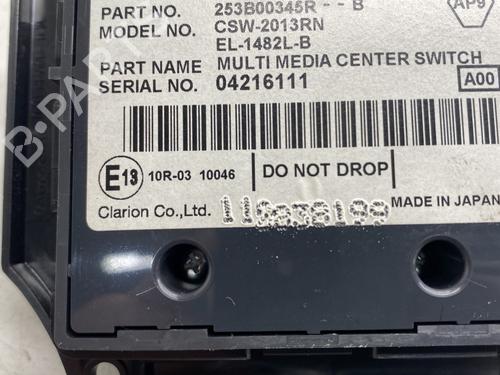 PART NO. 253B00345R - - B
AP9
MODEL NO. CSW-2013RN
EL-1482L-B
PART NAME MULTI MEDIA CENTER SWITCH
SERIAL NO. 04216111 A00
E13 10R-03 10046 DO NOT DROP
Clarion Co.,Ltd. MADE IN JAPAN